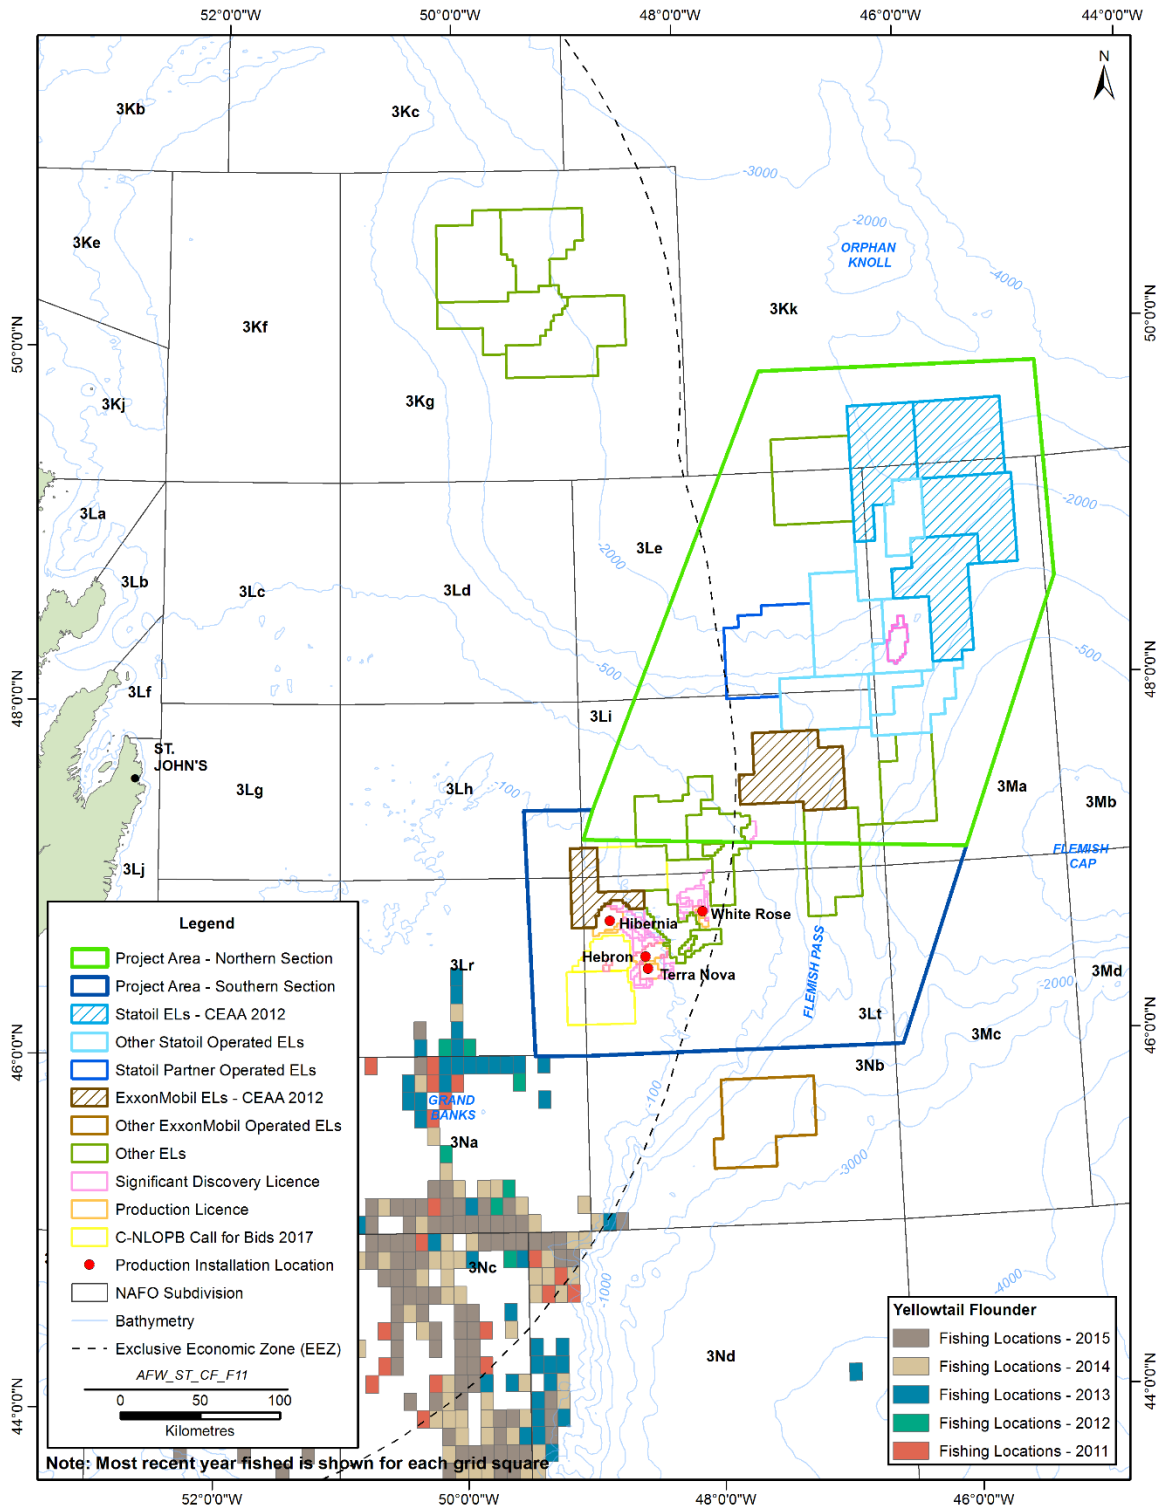 52°0'0"W
50°0'0"W
48°0'0"W
46°0'0"W
44°0'0"W
N
3Kb
3Kc
-3000
3Ke
-2000
ORPHAN
KNOLL
-4000
50°0'0"N
50°0'0"N
3Kf
3Kk
3Kj
3Kg
3La
-2000
3Le
-2000
3Lb
3Lc
3Ld
-500
-500
48°0'0"N
48°0'0"N
3Lf
3Li
ST.
JOHN'S
3Lg
3Lh
-100
3Ma
3Mb
3Lj
FLEMISH
CAP
White Rose
Hibernia
Hebron
Terra Nova
FLEMISH PASS
3Lr
3Md
-2000
3Lt
3Mc
46°0'0"N
46°0'0"N
3Nb
-100
GRAND
BANKS
3Na
-3000
3Nc
-1000
-4000
3Nd
44°0'0"N
44°0'0"N
Legend
Project Area - Northern Section
Project Area - Southern Section
Statoil ELs - CEAA 2012
Other Statoil Operated ELs
Statoil Partner Operated ELs
ExxonMobil ELs - CEAA 2012
Other ExxonMobil Operated ELs
Other ELs
Significant Discovery Licence
Production Licence
C-NLOPB Call for Bids 2017
Production Installation Location
NAFO Subdivision
Bathymetry
Exclusive Economic Zone (EEZ)
AFW_ST_CF_F11
0 50 100
Kilometres
Yellowtail Flounder
Fishing Locations - 2015
Fishing Locations - 2014
Fishing Locations - 2013
Fishing Locations - 2012
Fishing Locations - 2011
Note: Most recent year fished is shown for each grid square
52°0'0"W
50°0'0"W
48°0'0"W
46°0'0"W